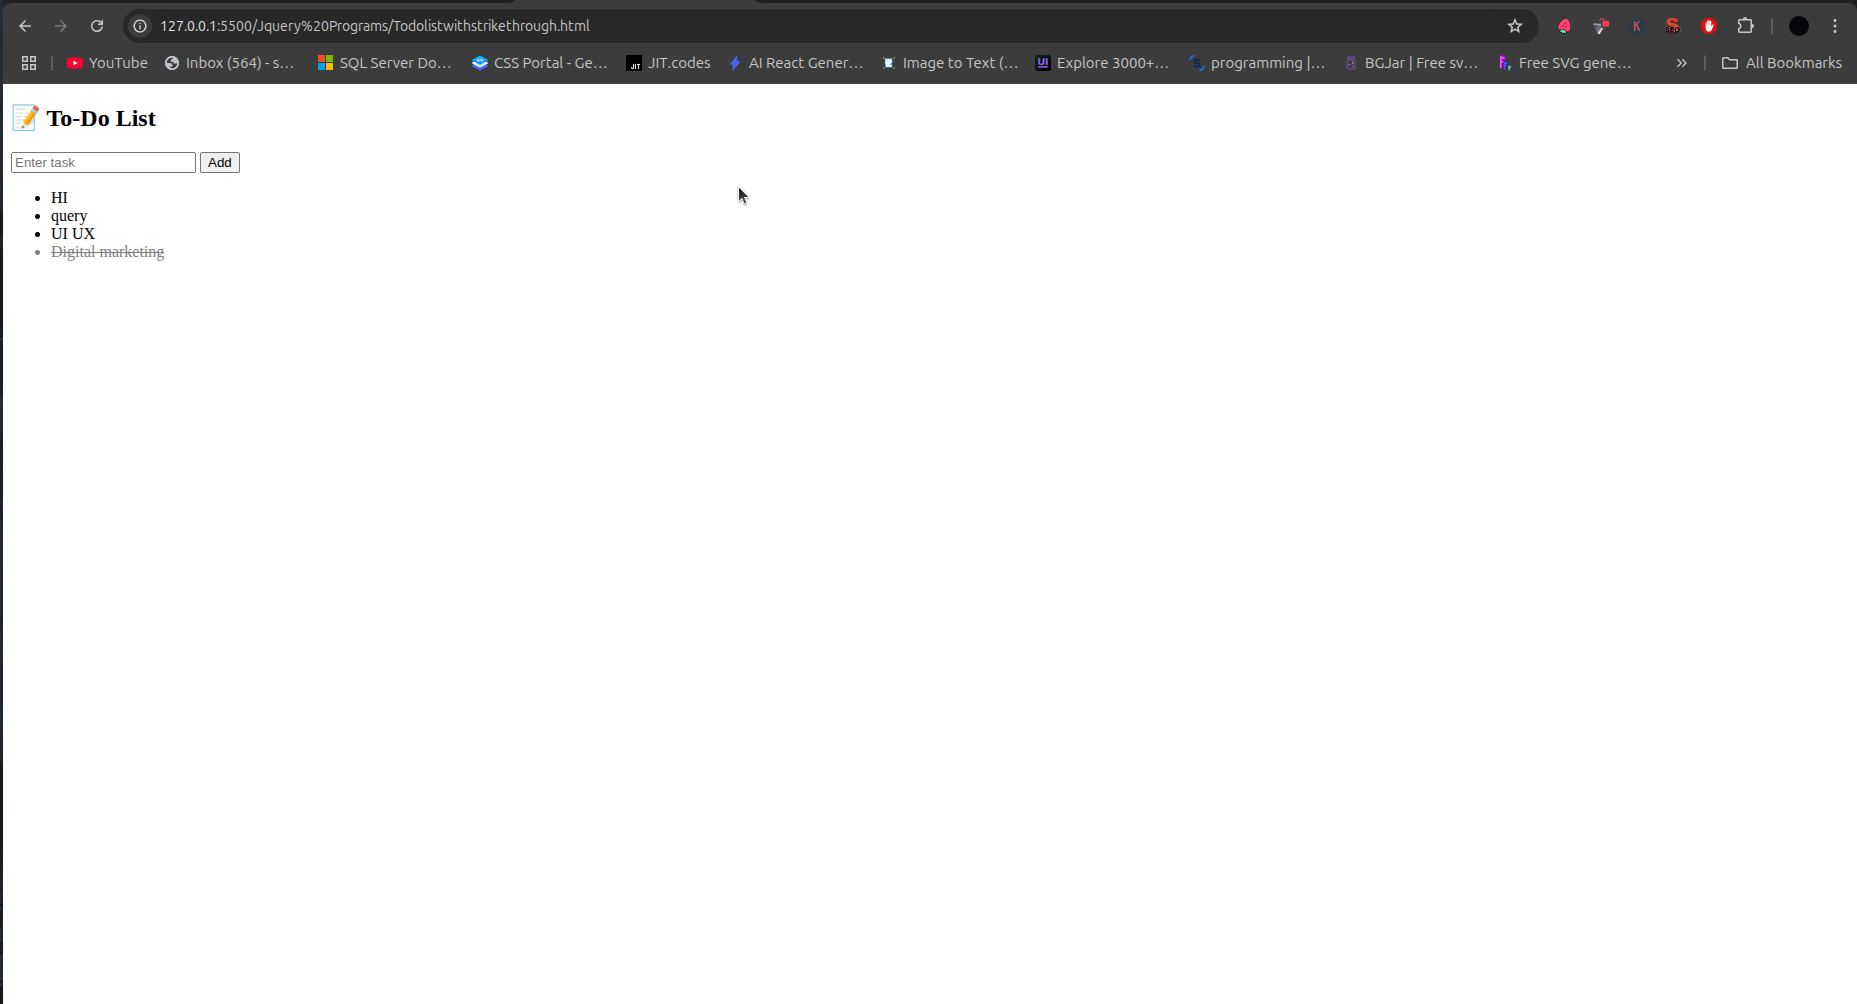 127.0.0.1:5500/Jquery%20Programs/Todolistwithstrikethrough.html
YouTube Inbox (564) - s... SQL Server Do... CSS Portal - Ge... JIT.codes AI React Gener... Image to Text (... Explore 3000+... programming |... BGJar | Free sv... Free SVG gene... All Bookmarks
To-Do List
Enter task Add
HI
query
UI UX
Digital marketing